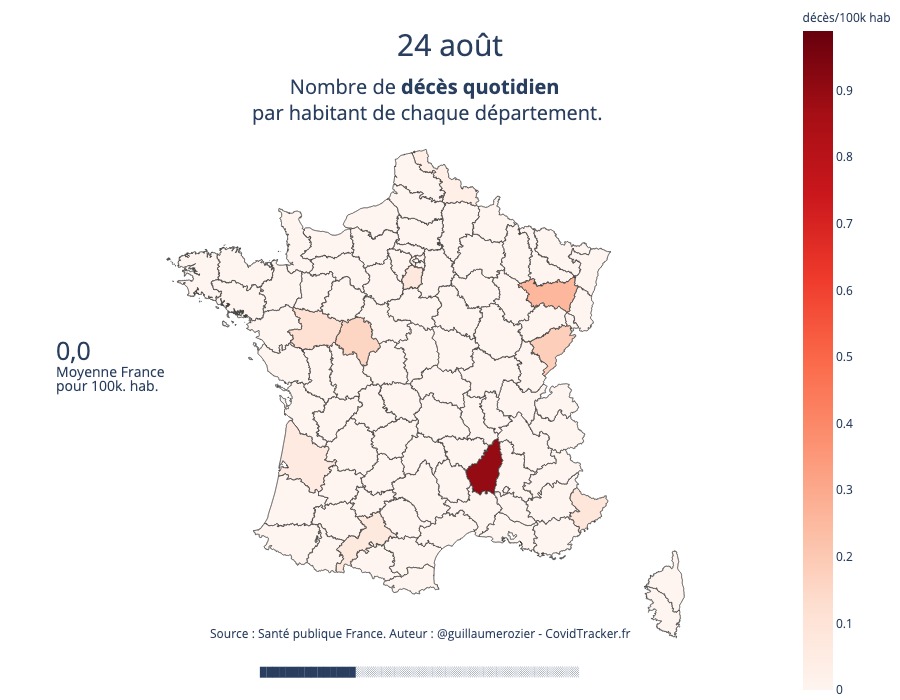 décès/100k hab
24 août
Nombre de décès quotidien
par habitant de chaque département.
0.9
0.8
0.7
0.6
0.5
0.4
0.3
0.2
0.1
0
0,0
Moyenne France
pour 100k. hab.
Source : Santé publique France. Auteur : @guillaumerozier - CovidTracker.fr